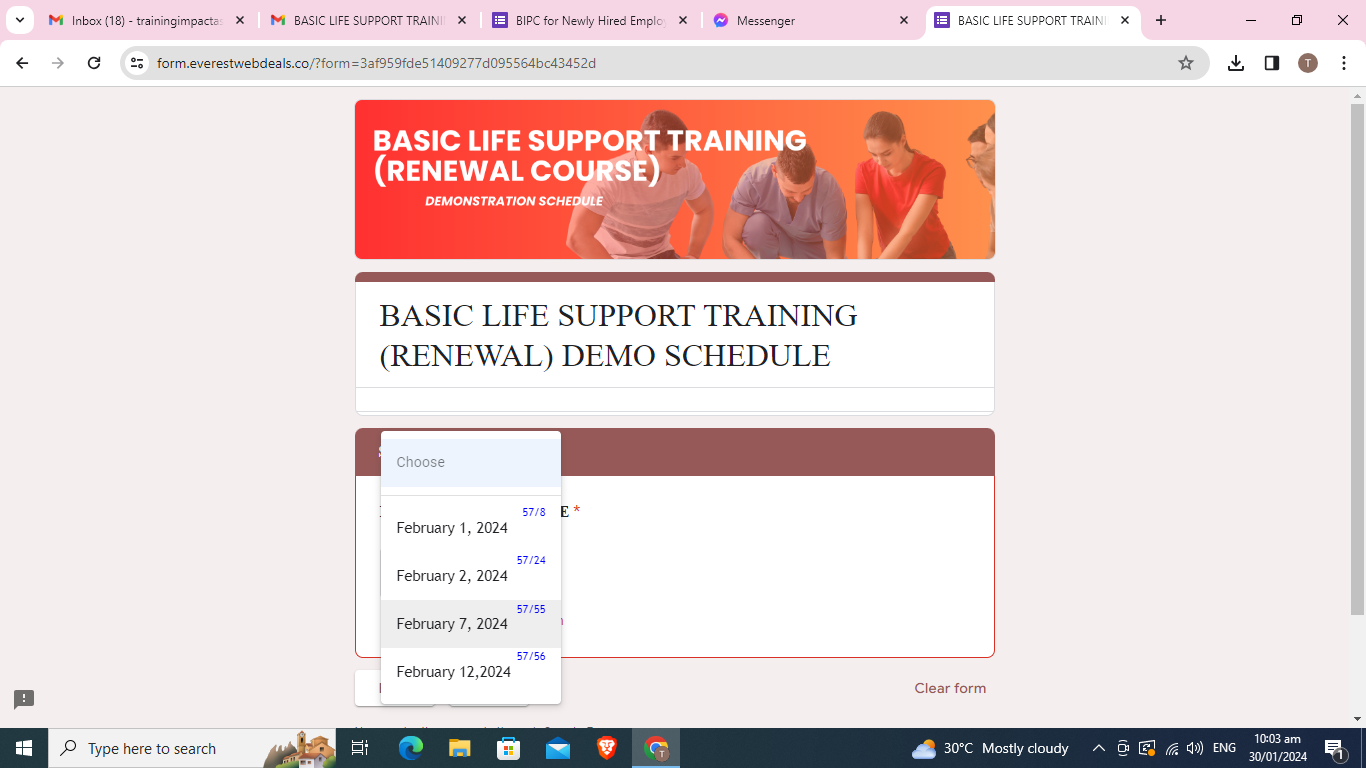 Inbox (18) - trainingimpactas
BASIC LIFE SUPPORT TRAINI
BIPC for Newly Hired Emplo
Messenger
BASIC LIFE SUPPORT TRAINI
form.everestwebdeals.co/?form=3af959fde51409277d095564bc43452d
T
BASIC LIFE SUPPORT TRAINING
(RENEWAL COURSE)
DEMONSTRATION SCHEDULE
BASIC LIFE SUPPORT TRAINING
(RENEWAL) DEMO SCHEDULE
Choose
E *
57/8
February 1, 2024
57/24
February 2, 2024
57/55
February 7, 2024
57/56
February 12,2024
Clear form
Type here to search
30°C Mostly cloudy
ENG
10:03 am
30/01/2024
1